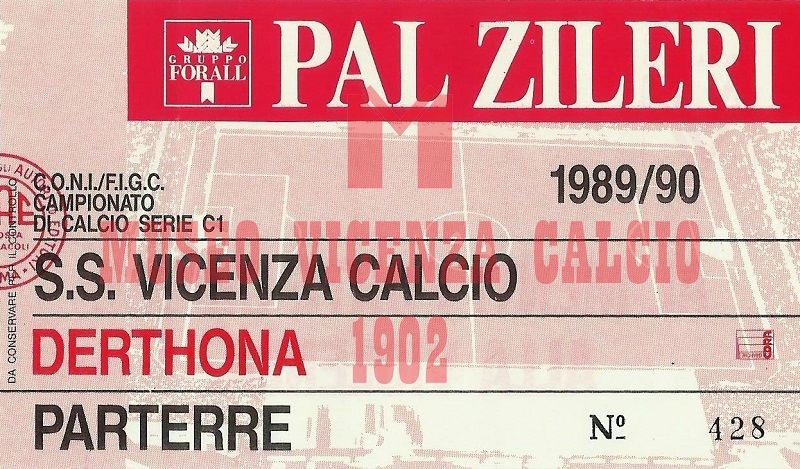 GRUPPO
FORALL
PAL ZILERI
1989/90
C.O.N.I./F.I.G.C.
CAMPIONATO
DI CALCIO SERIE C1
M
MUSEO VICENZA CALCIO
1902
S.S. VICENZA CALCIO
DERTHONA
PARTERRE
Nº 428
DA CONSERVARE PER IL CONTROLLO
CORA